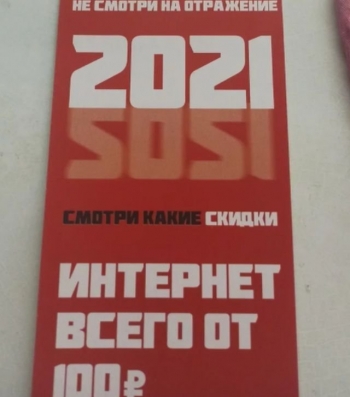 НЕ СМОТРИ НА ОТРАЖЕНИЕ
2021
SOSI
СМОТРИ КАКИЕ СКИДКИ
ИНТЕРНЕТ
ВСЕГО ОТ
100₽